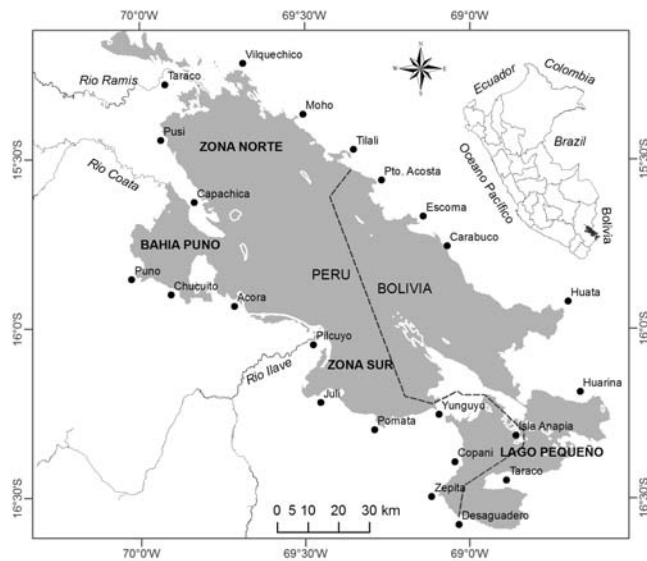 70°0'W
69°30'W
69°0'W
Vilquechico
N
Rio Ramis
Taraco
Ecuador
Colombia
Moho
Pusi
ZONA NORTE
Tilali
Brazil
15°30'S
15°30'S
Rio Coata
Pto. Acosta
Oceano Pacífico
Capachica
Escoma
Bolivia
BAHIA PUNO
Carabuco
Puno
PERU
BOLIVIA
Chucuito
Acora
Huata
16°0'S
16°0'S
Pilcuyo
ZONA SUR
Rio Ilave
Huarina
Juli
Yunguyo
Pomata
Isla Anapia
LAGO PEQUEÑO
Copani
Taraco
Zepita
16°30'S
16°30'S
Desaguadero
0 5 10 20 30 km
70°0'W
69°30'W
69°0'W